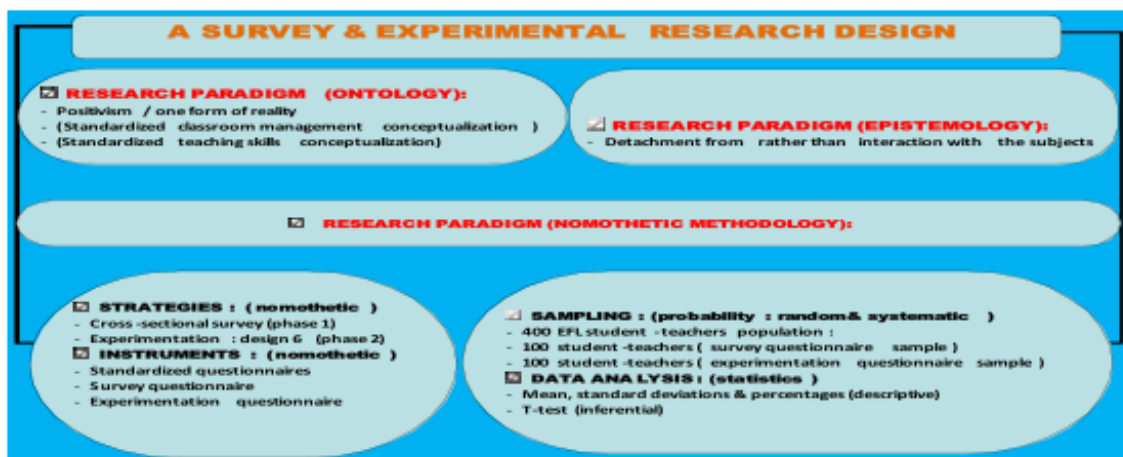 A SURVEY & EXPERIMENTAL RESEARCH DESIGN
RESEARCH PARADIGM (ONTOLOGY):
- Positivism / one form of reality
- (Standardized classroom management conceptualization )
- (Standardized teaching skills conceptualization)
RESEARCH PARADIGM (EPISTEMOLOGY):
- Detachment from rather than interaction with the subjects
RESEARCH PARADIGM (NOMOTHETIC METHODOLOGY):
STRATEGIES : ( nomothetic )
- Cross -sectional survey (phase 1)
- Experimentation : design 6 (phase 2)
INSTRUMENTS : ( nomothetic )
- Standardized questionnaires
- Survey questionnaire
- Experimentation questionnaire
SAMPLING : (probability : random& systematic )
- 400 EFL student -teachers population :
- 100 student -teachers ( survey questionnaire sample )
- 100 student -teachers ( experimentation questionnaire sample )
DATA ANALYSIS: (statistics )
- Mean, standard deviations & percentages (descriptive)
- T-test (inferential)